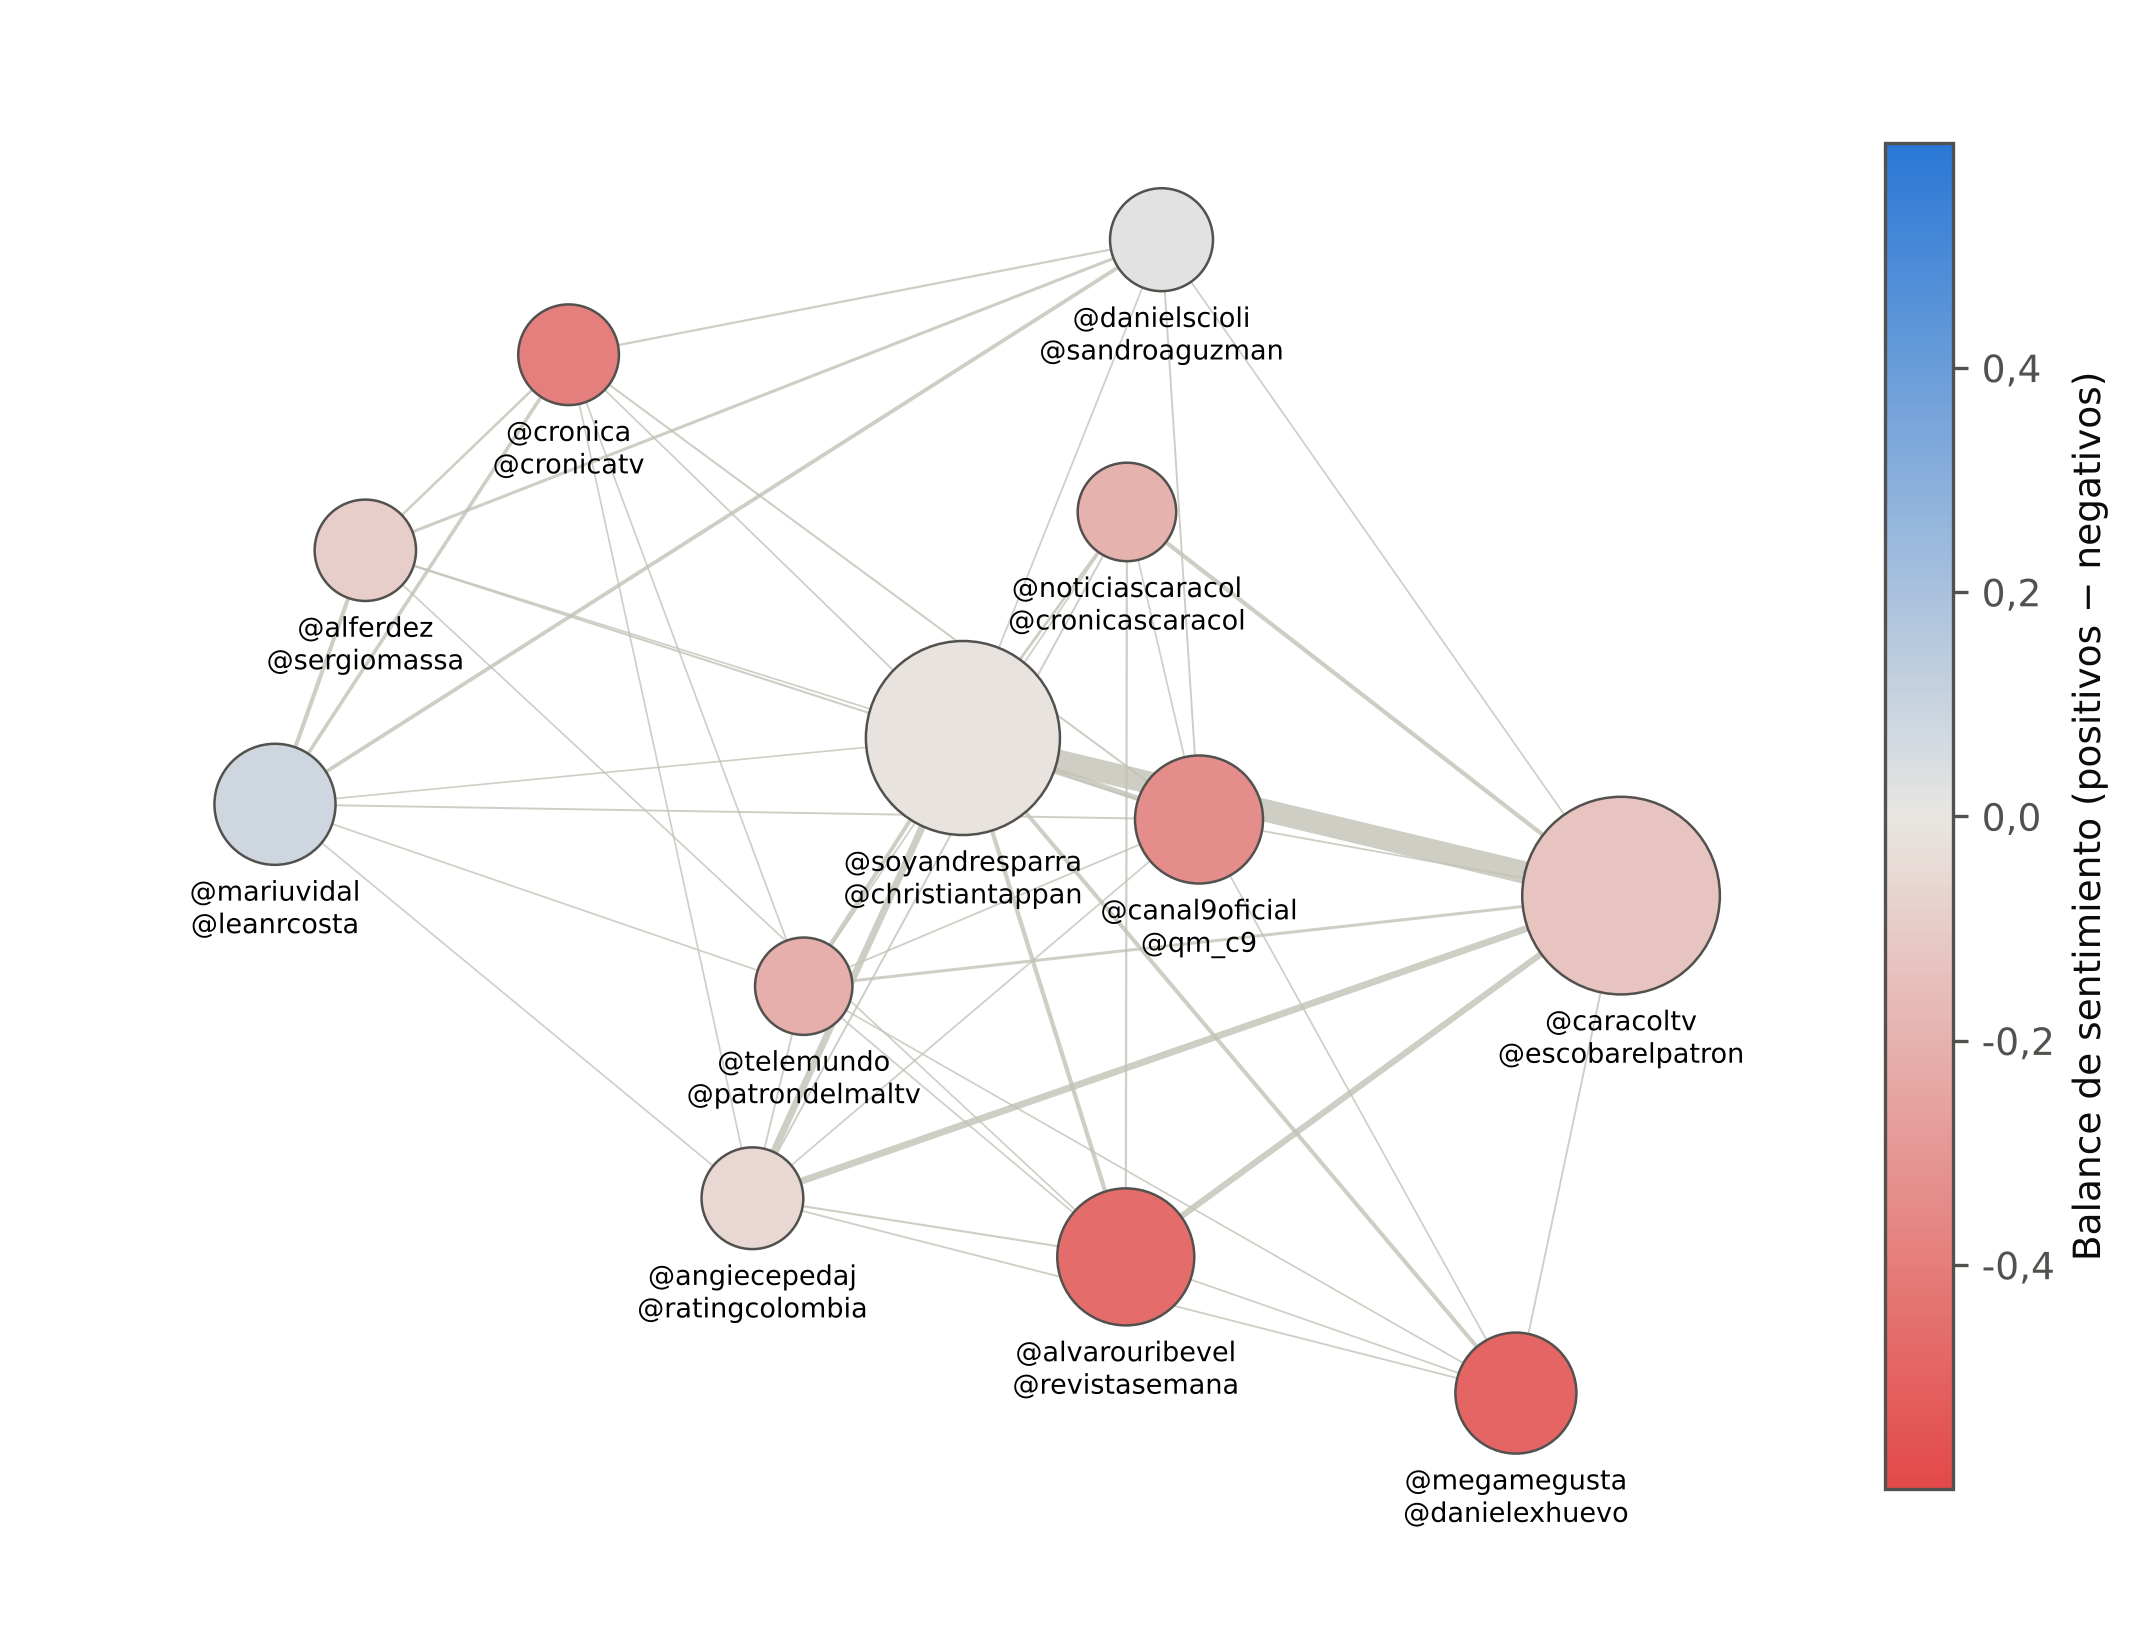 @danielscioli
@sandroaguzman
@cronica
@cronicatv
@noticiascaracol
@cronicascaracol
@alferdez
@sergiomassa
@soyandresparra
@christiantappan
@mariuvidal
@leanrcosta
@canal9oficial
@qm_c9
@caracoltv
@escobarelpatron
@telemundo
@patrondelmaltv
@angiecepedaj
@ratingcolombia
@alvarouribevel
@revistasemana
@megamegusta
@danielexhuevo
0,4
0,2
0,0
-0,2
-0,4
Balance de sentimiento (positivos − negativos)